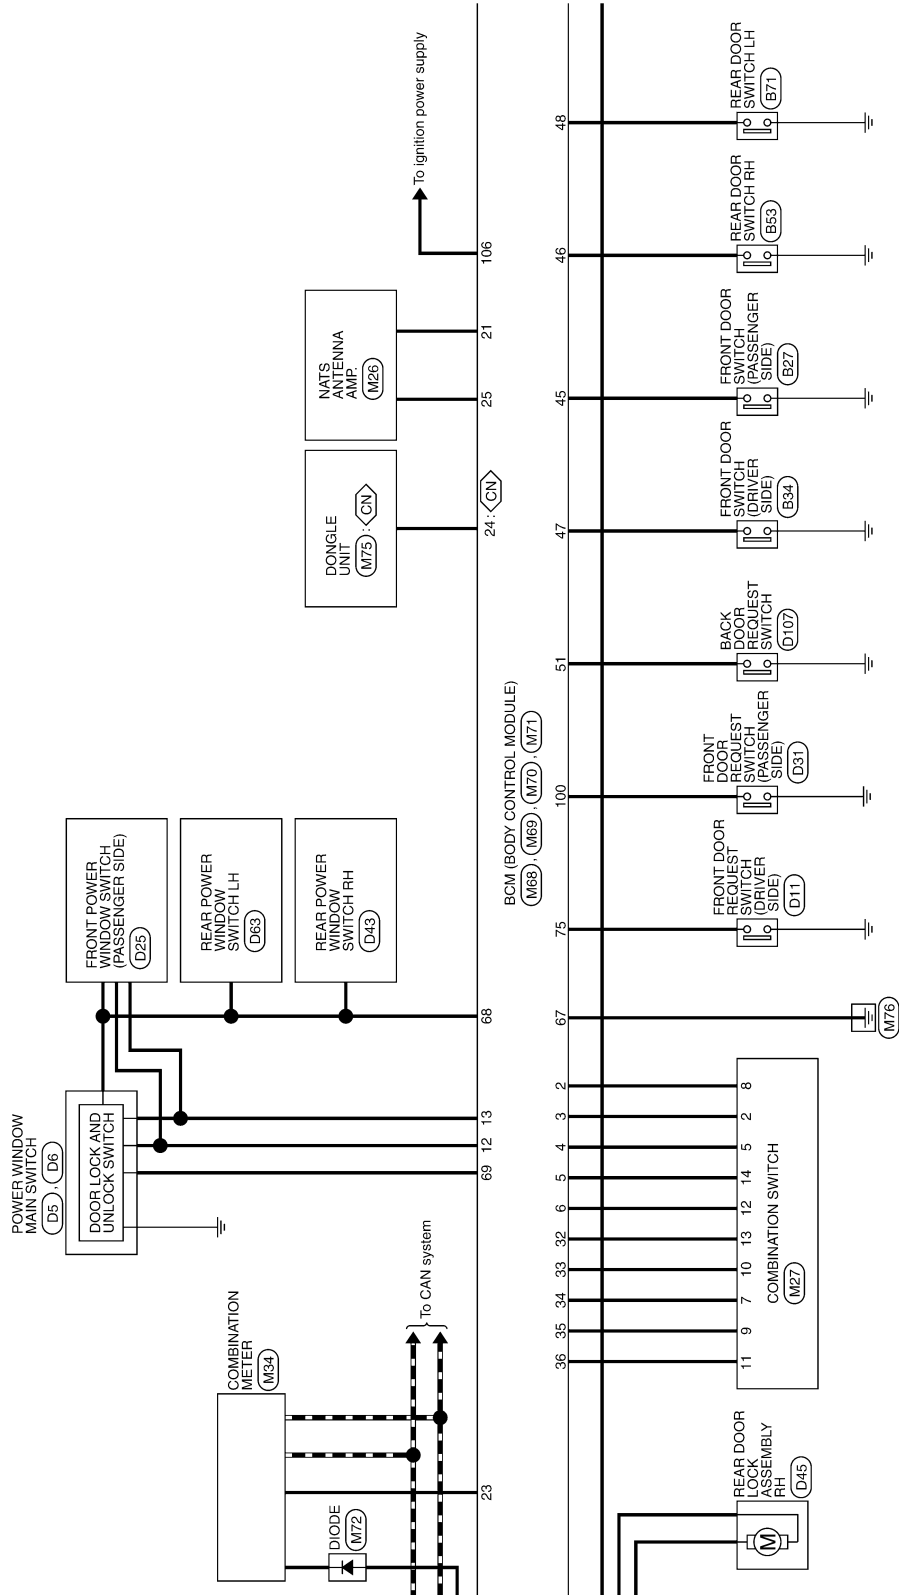 POWER WINDOW
MAIN SWITCH
D5 , D6
DOOR LOCK AND
UNLOCK SWITCH
FRONT POWER
WINDOW SWITCH
(PASSENGER SIDE)
D25
REAR POWER
WINDOW
SWITCH LH
D63
REAR POWER
WINDOW
SWITCH RH
D43
COMBINATION
METER
M34
DIODE
M72
To CAN system
DONGLE
UNIT
M75 : CN
NATS
ANTENNA
AMP.
M26
To ignition power supply
23
69
12
13
68
24 : CN
25
21
106
BCM (BODY CONTROL MODULE)
M68 , M69 , M70 , M71
36
35
34
33
32
6
5
4
3
2
67
75
100
51
47
45
46
48
REAR DOOR
LOCK
ASSEMBLY
RH
D45
M
11
9
7
10
13
12
14
5
2
8
COMBINATION SWITCH
M27
M76
FRONT DOOR
REQUEST
SWITCH
(DRIVER
SIDE)
D11
FRONT
DOOR
REQUEST
SWITCH
(PASSENGER
SIDE)
D31
BACK
DOOR
REQUEST
SWITCH
D107
FRONT DOOR
SWITCH
(DRIVER
SIDE)
B34
FRONT DOOR
SWITCH
(PASSENGER
SIDE)
B27
REAR DOOR
SWITCH RH
B53
REAR DOOR
SWITCH LH
B71